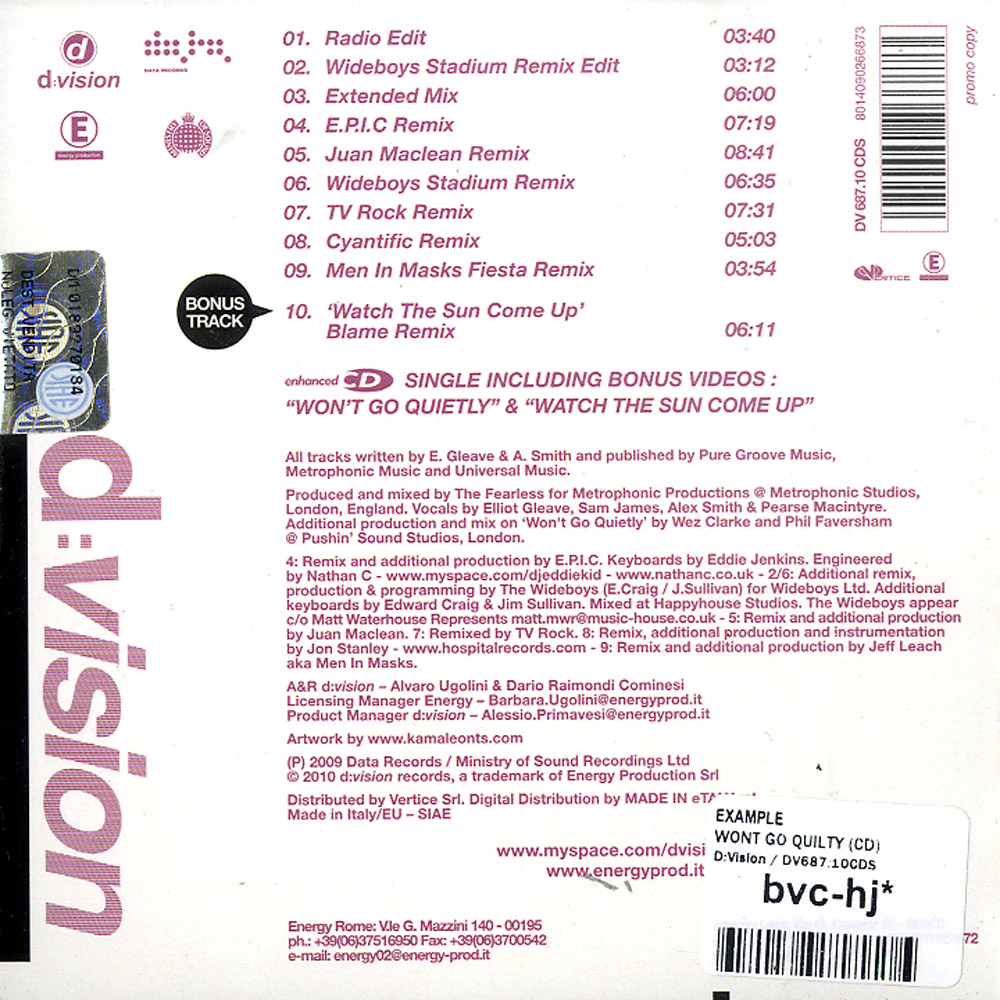 d
d:vision
DATA RECORDS
E
energy production
MINISTRY OF SOUND
01. Radio Edit 03:40
02. Wideboys Stadium Remix Edit 03:12
03. Extended Mix 06:00
04. E.P.I.C Remix 07:19
05. Juan Maclean Remix 08:41
06. Wideboys Stadium Remix 06:35
07. TV Rock Remix 07:31
08. Cyantific Remix 05:03
09. Men In Masks Fiesta Remix 03:54
BONUS
TRACK
10. ‘Watch The Sun Come Up’
Blame Remix 06:11
promo copy
8014090266873
DV 687.10 CDS
VERTICE
E
SIAE
DEST.VENDITA
d:vision
enhanced CD SINGLE INCLUDING BONUS VIDEOS :
“WON’T GO QUIETLY” & “WATCH THE SUN COME UP”
All tracks written by E. Gleave & A. Smith and published by Pure Groove Music,
Metrophonic Music and Universal Music.
Produced and mixed by The Fearless for Metrophonic Productions @ Metrophonic Studios,
London, England. Vocals by Elliot Gleave, Sam James, Alex Smith & Pearse Macintyre.
Additional production and mix on ‘Won't Go Quietly’ by Wez Clarke and Phil Faversham
@ Pushin’ Sound Studios, London.
4: Remix and additional production by E.P.I.C. Keyboards by Eddie Jenkins. Engineered
by Nathan C - www.myspace.com/djeddiekid - www.nathanc.co.uk - 2/6: Additional remix,
production & programming by The Wideboys (E.Craig / J.Sullivan) for Wideboys Ltd. Additional
keyboards by Edward Craig & Jim Sullivan. Mixed at Happyhouse Studios. The Wideboys appear
c/o Matt Waterhouse Represents matt.mwr@music-house.co.uk - 5: Remix and additional production
by Juan Maclean. 7: Remixed by TV Rock. 8: Remix, additional production and instrumentation
by Jon Stanley - www.hospitalrecords.com - 9: Remix and additional production by Jeff Leach
aka Men In Masks.
A&R d:vision – Alvaro Ugolini & Dario Raimondi Cominesi
Licensing Manager Energy – Barbara.Ugolini@energyprod.it
Product Manager d:vision – Alessio.Primavesi@energyprod.it
Artwork by www.kamaleonts.com
(P) 2009 Data Records / Ministry of Sound Recordings Ltd
© 2010 d:vision records, a trademark of Energy Production Srl
Distributed by Vertice Srl. Digital Distribution by MADE IN
Made in Italy/EU – SIAE
www.myspace.com/dvisi
www.energyprod.it
Energy Rome: V.le G. Mazzini 140 - 00195
ph.: +39(06)37516950 Fax: +39(06)3700542
e-mail: energy02@energy-prod.it
EXAMPLE
WONT GO QUILTY (CD)
D:Vision / DV687.10CDS
bvc-hj*
72